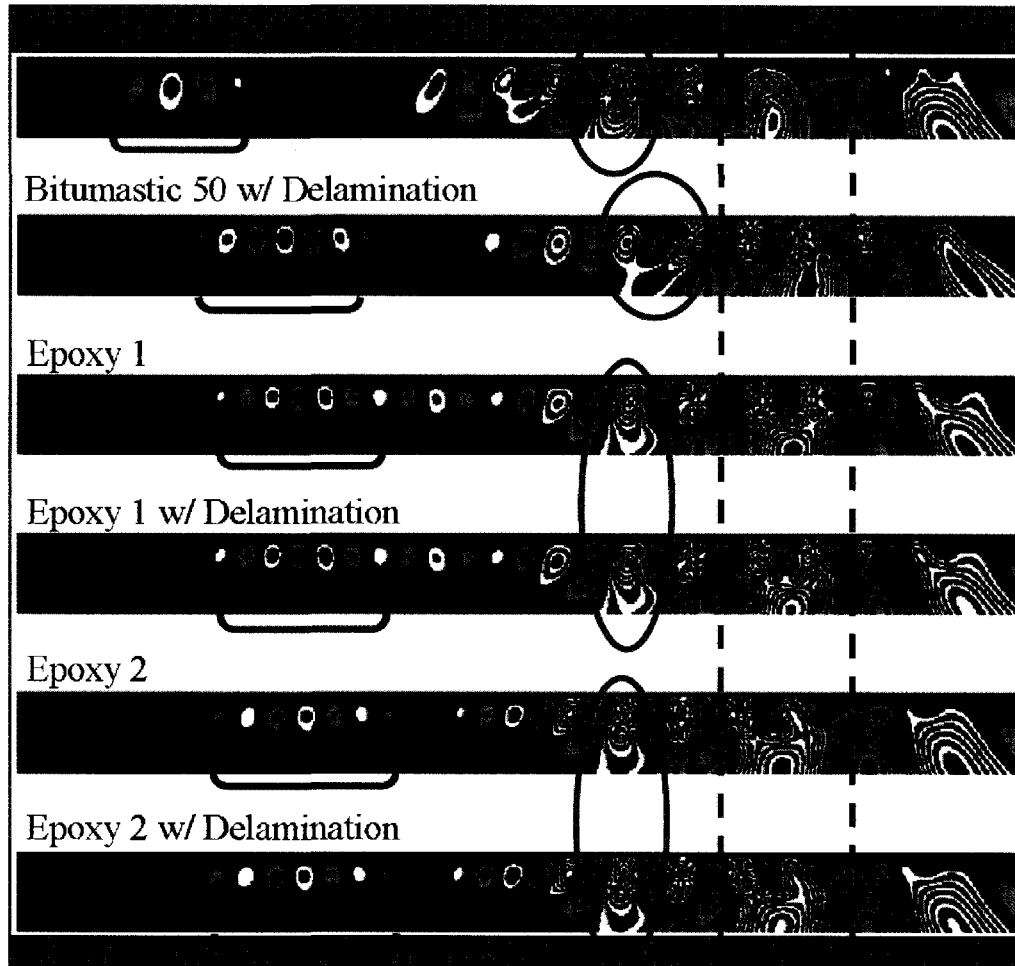 Bitumastic 50 w/ Delamination
Epoxy 1
Epoxy 1 w/ Delamination
Epoxy 2
Epoxy 2 w/ Delamination